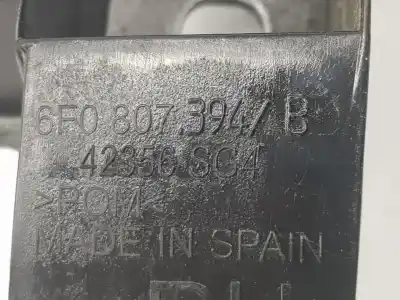 6F0 807.394/ B
42350 SC4
>POM<
MADE IN SPAIN